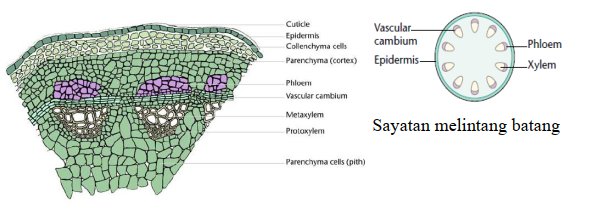 Cuticle
Epidermis
Collenchyma cells
Parenchyma (cortex)
Phloem
Vascular cambium
Metaxylem
Protoxylem
Parenchyma cells (pith)
Vascular
cambium
Epidermis
Phloem
Xylem
Sayatan melintang batang